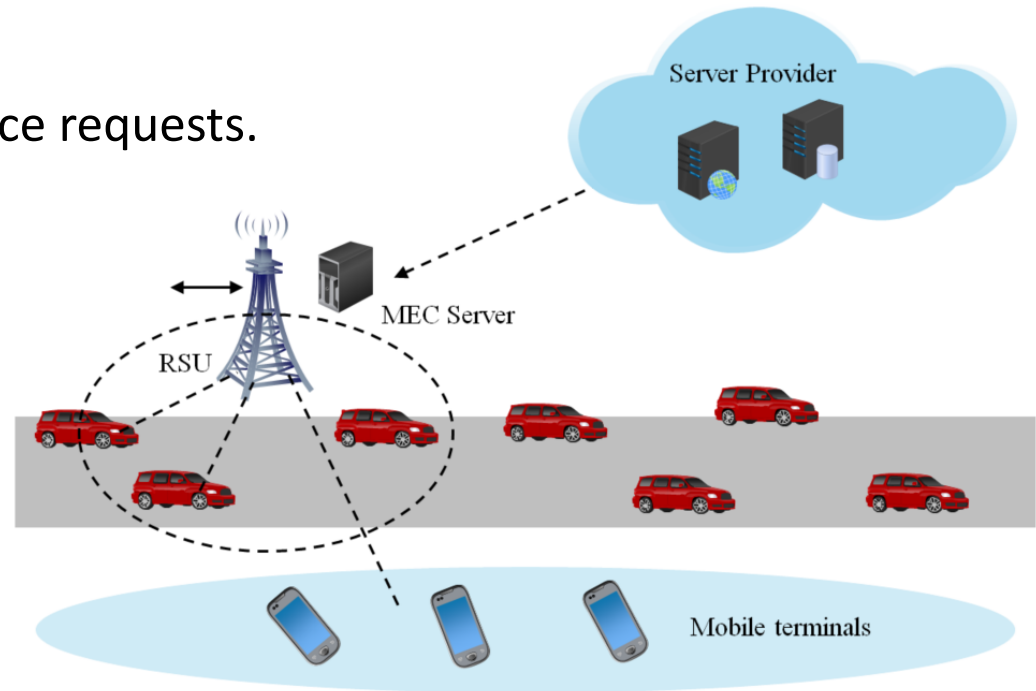 Server Provider
ce requests.
MEC Server
RSU
Mobile terminals